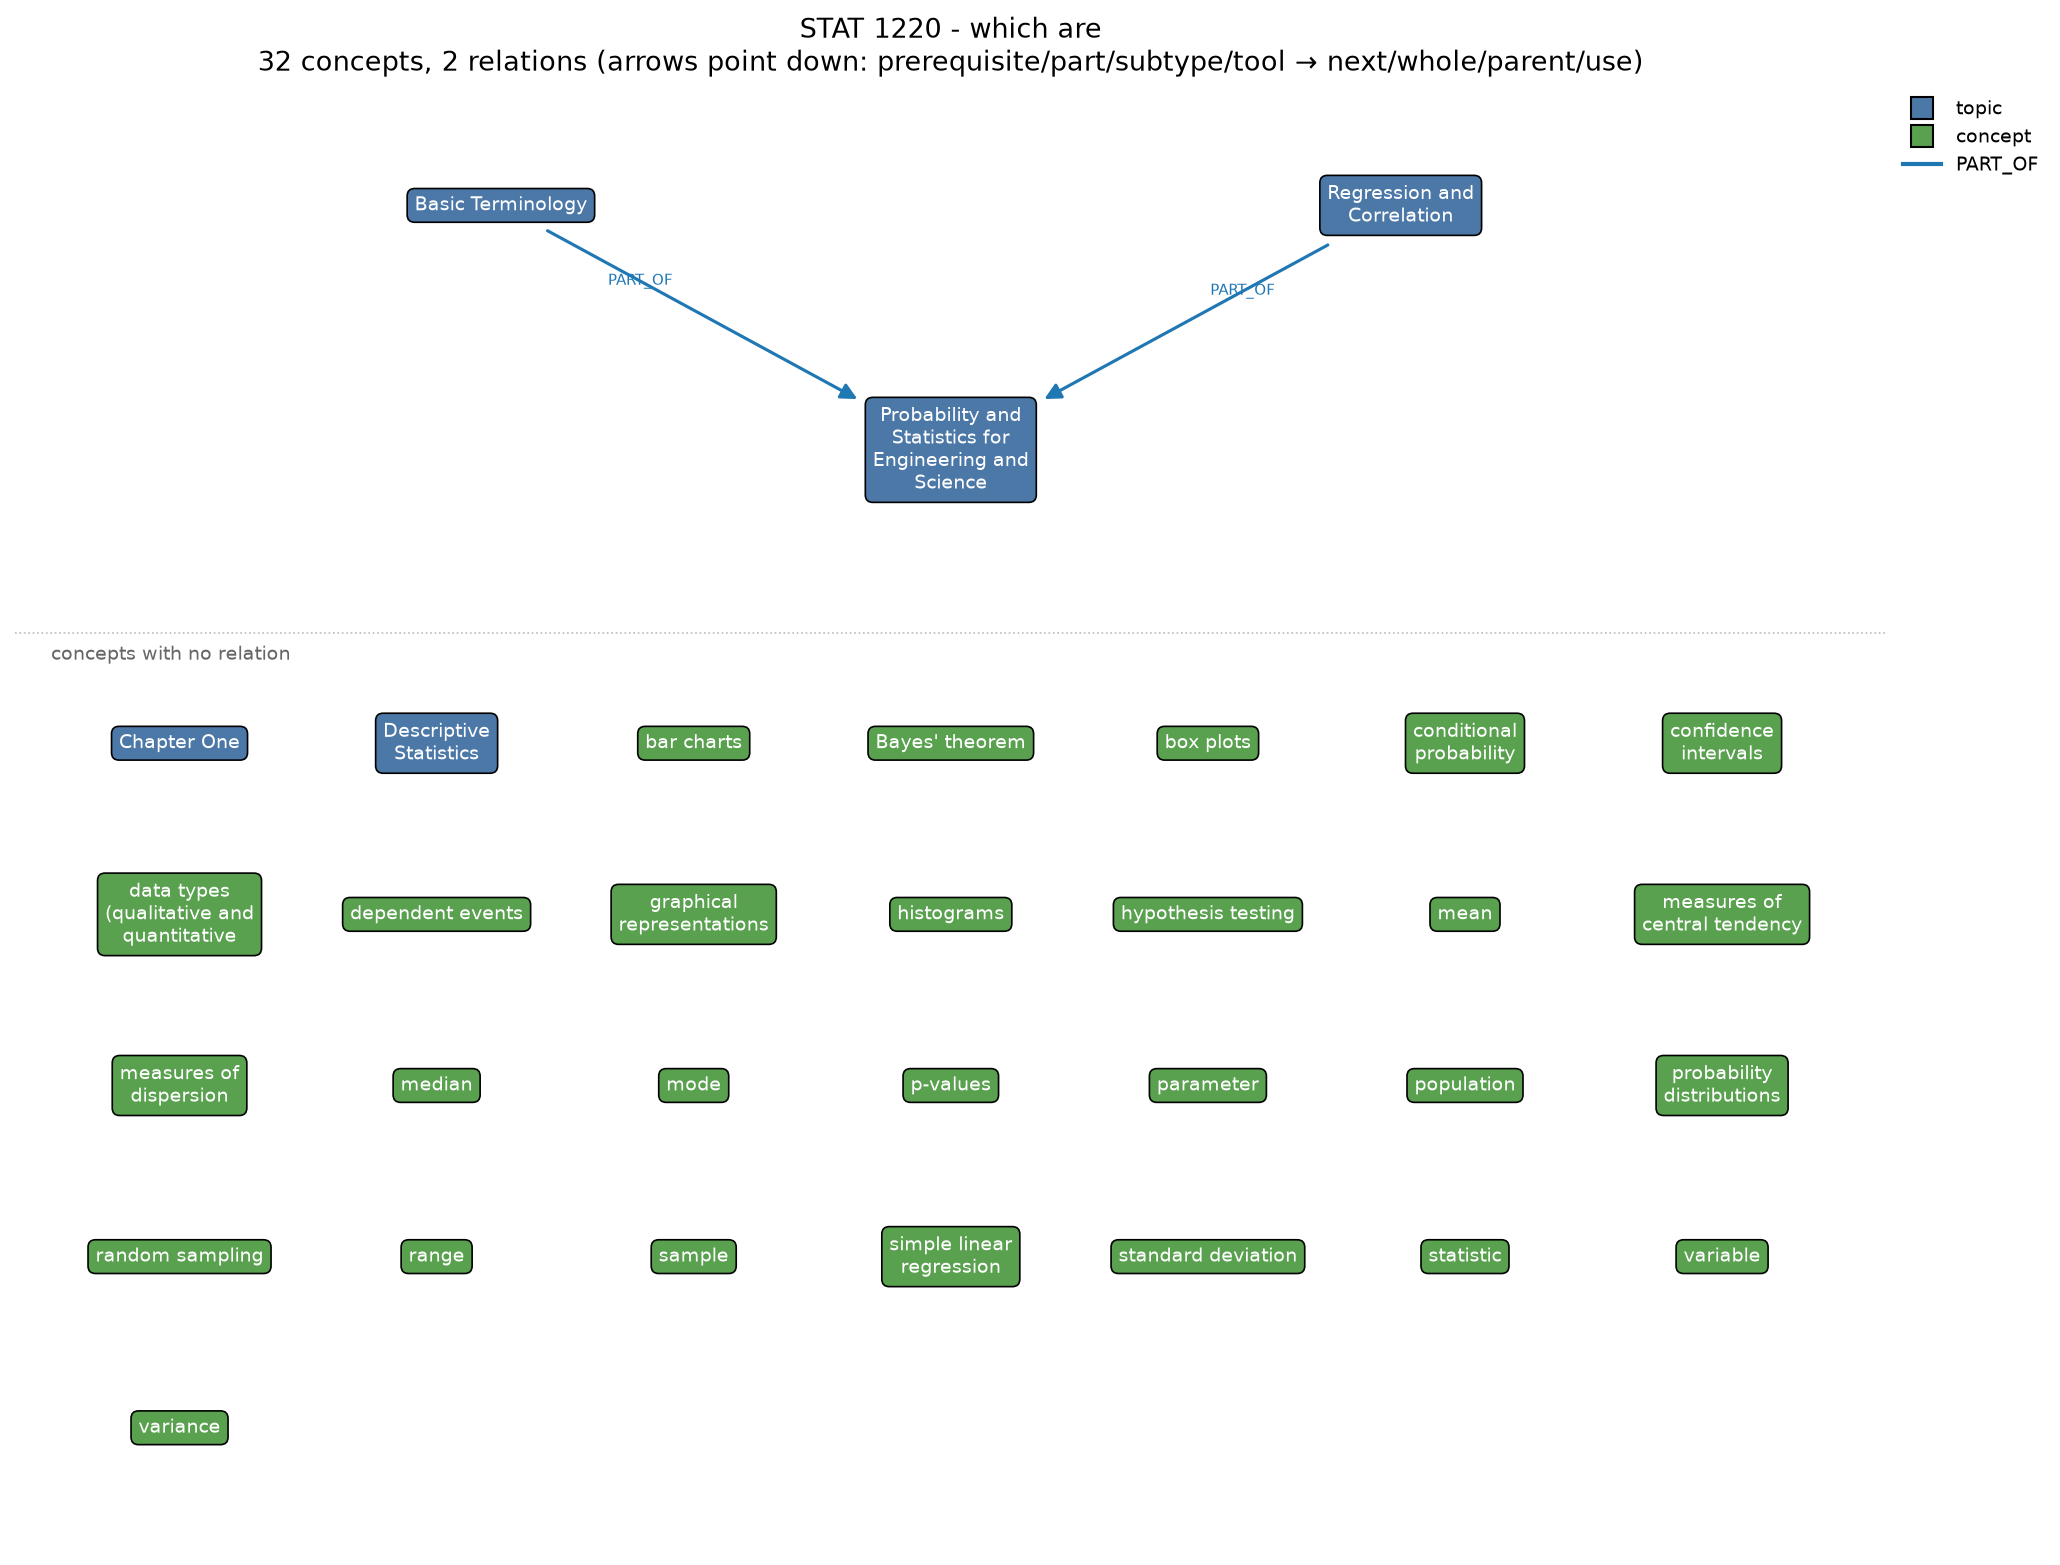 STAT 1220 - which are
32 concepts, 2 relations (arrows point down: prerequisite/part/subtype/tool → next/whole/parent/use)
topic
concept
PART_OF
Basic Terminology
Regression and
Correlation
PART_OF
PART_OF
Probability and
Statistics for
Engineering and
Science
concepts with no relation
Chapter One
Descriptive
Statistics
bar charts
Bayes' theorem
box plots
conditional
probability
confidence
intervals
data types
(qualitative and
quantitative
dependent events
graphical
representations
histograms
hypothesis testing
mean
measures of
central tendency
measures of
dispersion
median
mode
p-values
parameter
population
probability
distributions
random sampling
range
sample
simple linear
regression
standard deviation
statistic
variable
variance